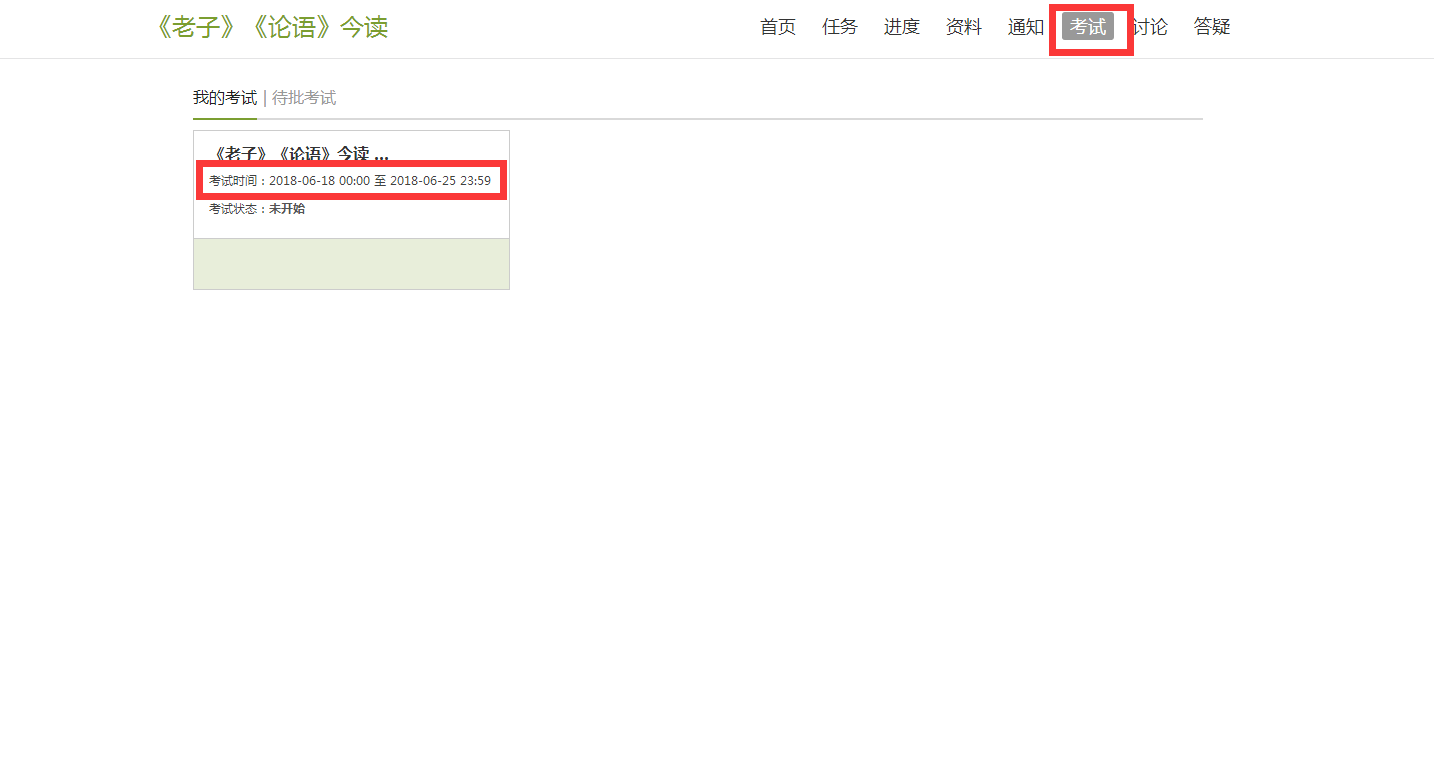 《老子》《论语》今读 首页 任务 进度 资料 通知 考试 讨论 答疑
我的考试 | 待批考试
《老子》《论语》今读 ...
考试时间：2018-06-18 00:00 至 2018-06-25 23:59
考试状态：未开始